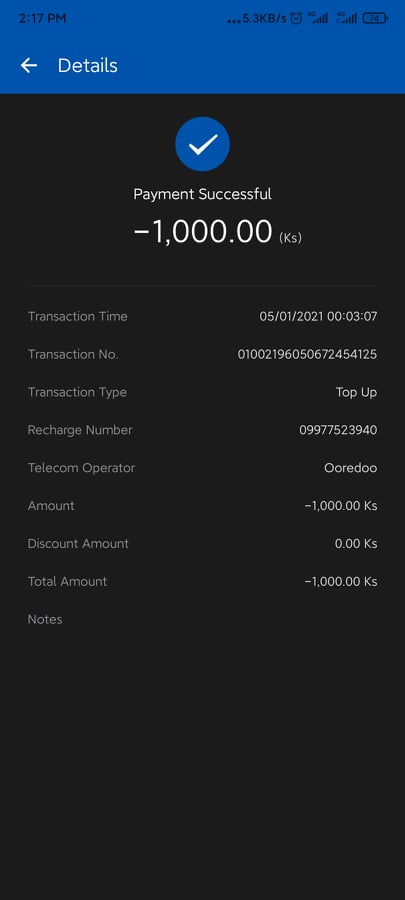 2:17 PM
...5.3KB/s 4G 4G 74
Details
Payment Successful
-1,000.00 (Ks)
Transaction Time 05/01/2021 00:03:07
Transaction No. 01002196050672454125
Transaction Type Top Up
Recharge Number 09977523940
Telecom Operator Ooredoo
Amount -1,000.00 Ks
Discount Amount 0.00 Ks
Total Amount -1,000.00 Ks
Notes